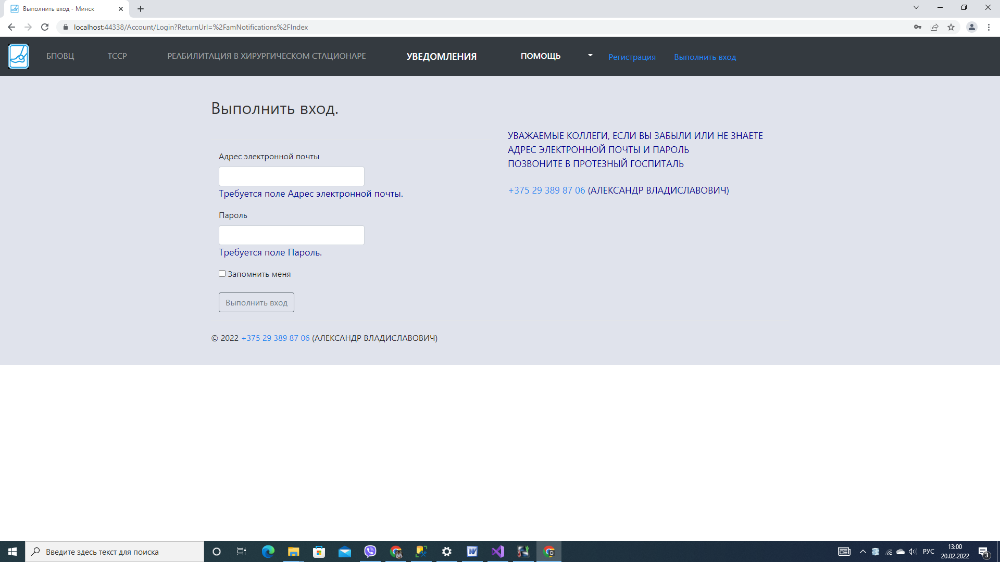 Выполнить вход - Минск
localhost:44338/Account/Login?ReturnUrl=%2FamNotifications%2FIndex
БПОВЦ ТССР РЕАБИЛИТАЦИЯ В ХИРУРГИЧЕСКОМ СТАЦИОНАРЕ УВЕДОМЛЕНИЯ ПОМОЩЬ Регистрация Выполнить вход
Выполнить вход.
Адрес электронной почты
Требуется поле Адрес электронной почты.
Пароль
Требуется поле Пароль.
Запомнить меня
Выполнить вход
УВАЖАЕМЫЕ КОЛЛЕГИ, ЕСЛИ ВЫ ЗАБЫЛИ ИЛИ НЕ ЗНАЕТЕ
АДРЕС ЭЛЕКТРОННОЙ ПОЧТЫ И ПАРОЛЬ
ПОЗВОНИТЕ В ПРОТЕЗНЫЙ ГОСПИТАЛЬ
+375 29 389 87 06 (АЛЕКСАНДР ВЛАДИСЛАВОВИЧ)
© 2022 +375 29 389 87 06 (АЛЕКСАНДР ВЛАДИСЛАВОВИЧ)
Введите здесь текст для поиска
РУС
13:00
20.02.2022
3